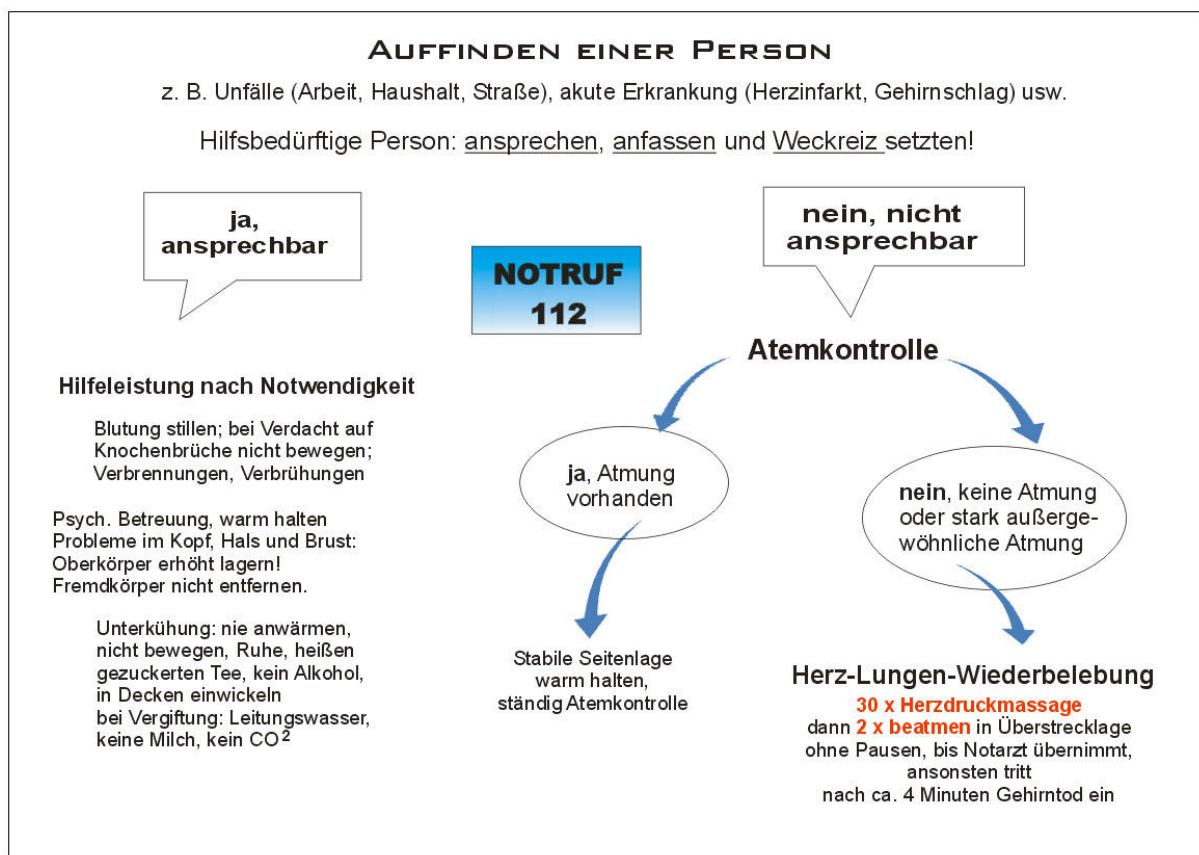 AUFFINDEN EINER PERSON
z. B. Unfälle (Arbeit, Haushalt, Straße), akute Erkrankung (Herzinfarkt, Gehirnschlag) usw.
Hilfsbedürftige Person: ansprechen, anfassen und Weckreiz setzten!
ja,
ansprechbar
Hilfeleistung nach Notwendigkeit
Blutung stillen; bei Verdacht auf
Knochenbrüche nicht bewegen;
Verbrennungen, Verbrühungen
Psych. Betreuung, warm halten
Probleme im Kopf, Hals und Brust:
Oberkörper erhöht lagern!
Fremdkörper nicht entfernen.
Unterkühung: nie anwärmen,
nicht bewegen, Ruhe, heißen
gezuckerten Tee, kein Alkohol,
in Decken einwickeln
bei Vergiftung: Leitungswasser,
keine Milch, kein CO²
NOTRUF
112
nein, nicht
ansprechbar
Atemkontrolle
ja, Atmung
vorhanden
Stabile Seitenlage
warm halten,
ständig Atemkontrolle
nein, keine Atmung
oder stark außerge-
wöhnliche Atmung
Herz-Lungen-Wiederbelebung
30 x Herzdruckmassage
dann 2 x beatmen in Überstrecklage
ohne Pausen, bis Notarzt übernimmt,
ansonsten tritt
nach ca. 4 Minuten Gehirntod ein